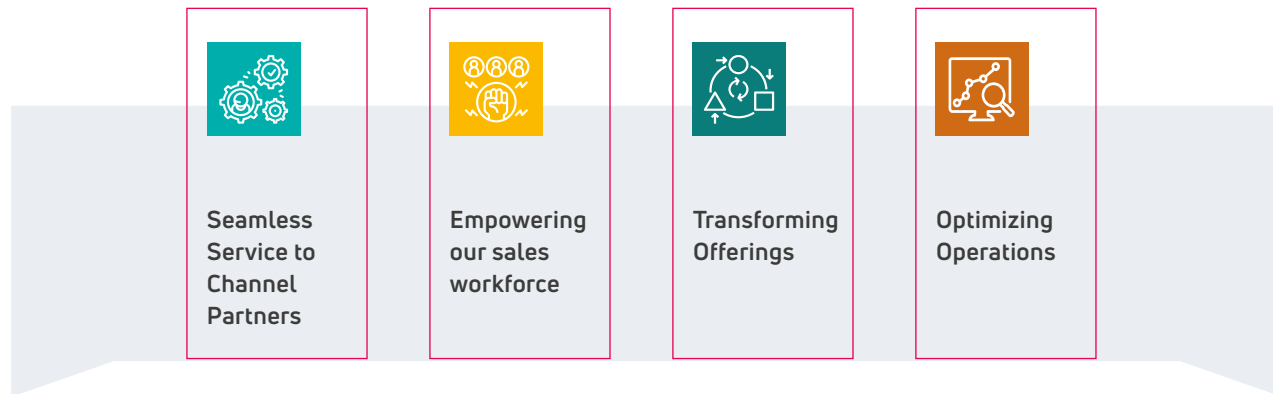 Seamless
Service to
Channel
Partners
Empowering
our sales
workforce
Transforming
Offerings
Optimizing
Operations